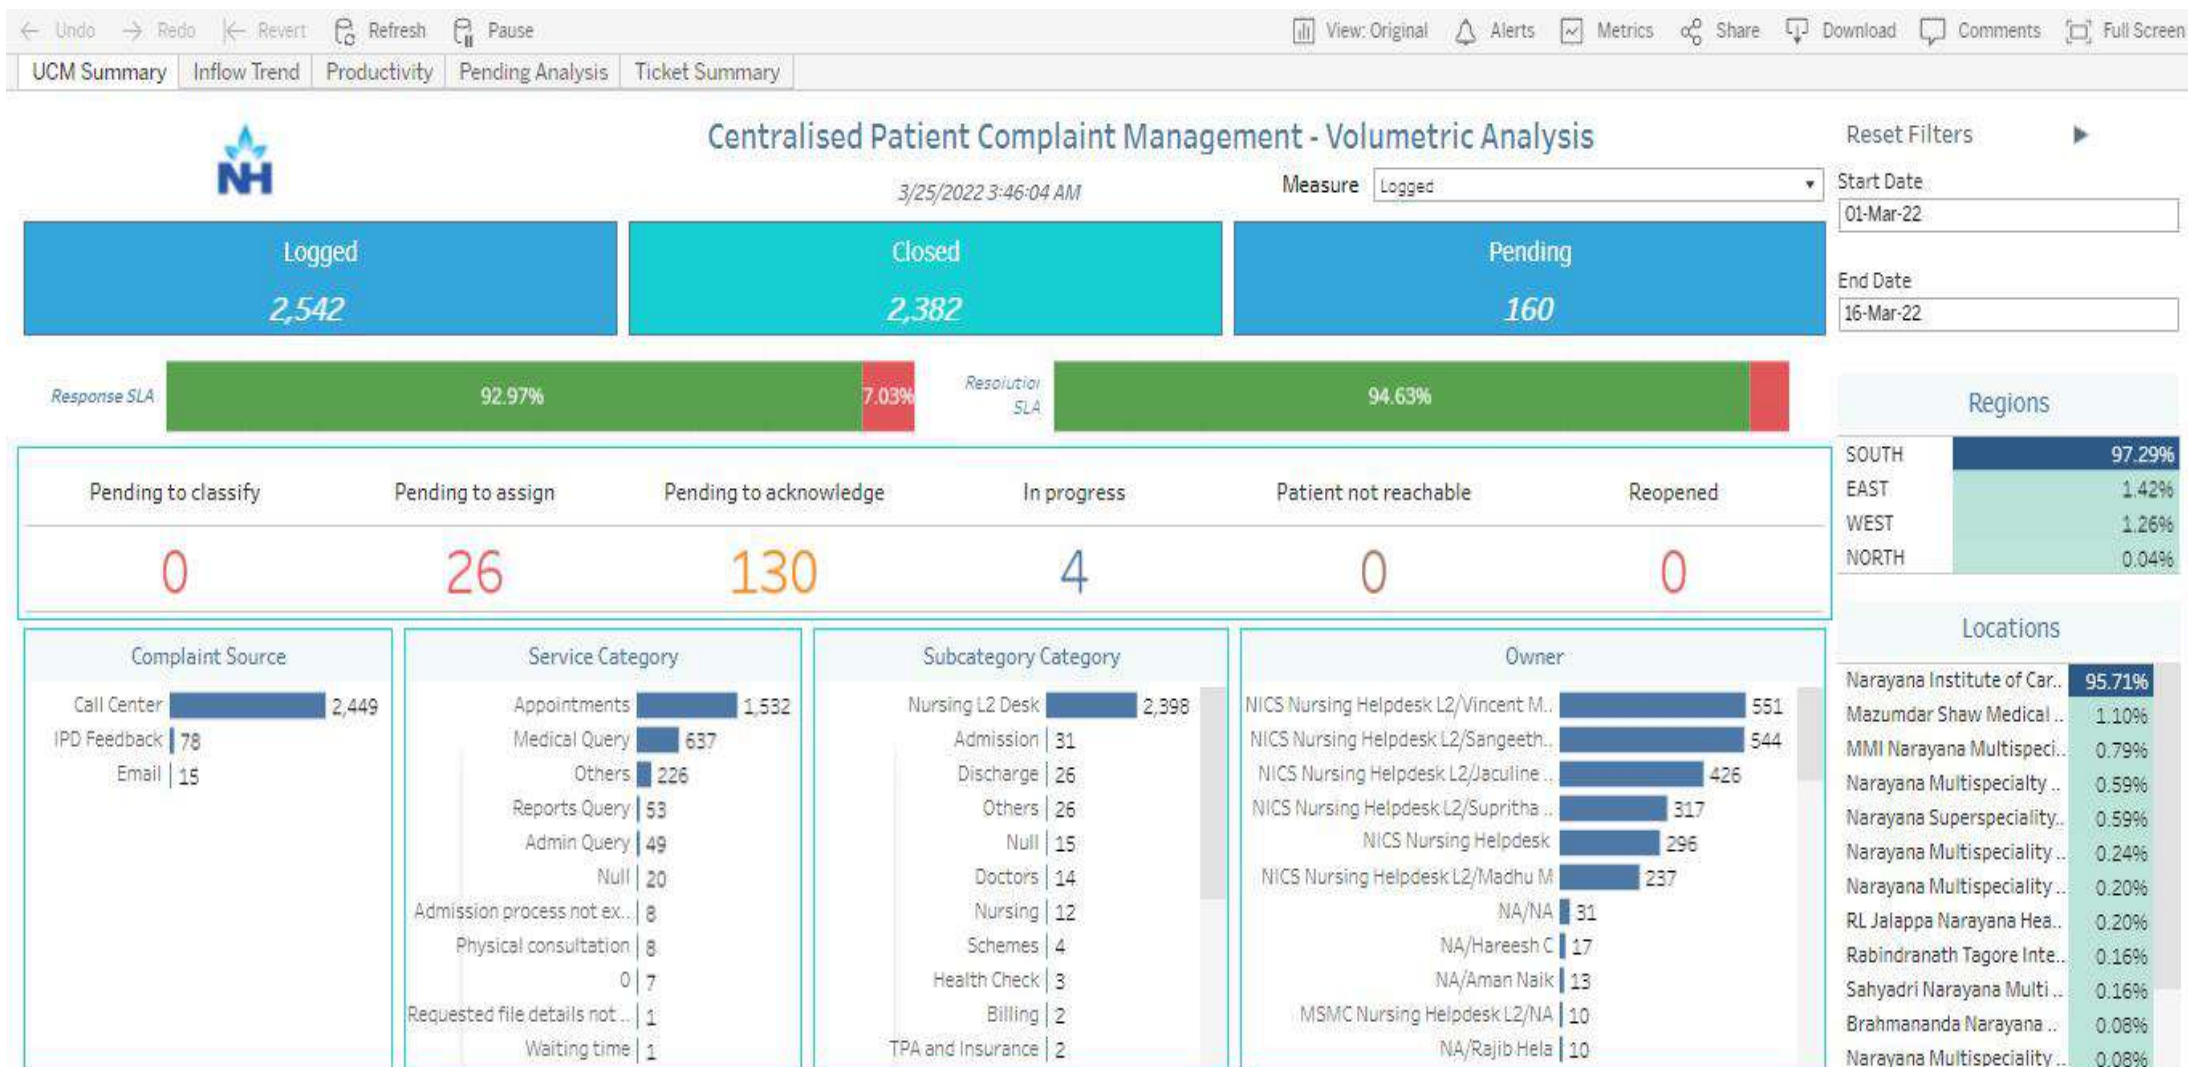 Undo Redo Revert Refresh Pause View: Original Alerts Metrics Share Download Comments Full Screen
UCM Summary Inflow Trend Productivity Pending Analysis Ticket Summary
NH
Centralised Patient Complaint Management - Volumetric Analysis
3/25/2022 3:46:04 AM
Measure Logged
Reset Filters
Start Date
01-Mar-22
End Date
16-Mar-22
Logged
2,542
Closed
2,382
Pending
160
Response SLA 92.97% 7.03%
Resolution
SLA
94.63%
Pending to classify Pending to assign Pending to acknowledge In progress Patient not reachable Reopened
0 26 130 4 0 0
Regions
SOUTH 97.29%
EAST 1.42%
WEST 1.26%
NORTH 0.04%
Complaint Source
Call Center 2,449
IPD Feedback 78
Email 15
Service Category
Appointments 1,532
Medical Query 637
Others 226
Reports Query 53
Admin Query 49
Null 20
Admission process not ex.. 8
Physical consultation 8
0 7
Requested file details not .. 1
Waiting time 1
Subcategory Category
Nursing L2 Desk 2,398
Admission 31
Discharge 26
Others 26
Null 15
Doctors 14
Nursing 12
Schemes 4
Health Check 3
Billing 2
TPA and Insurance 2
Owner
NICS Nursing Helpdesk L2/Vincent M.. 551
NICS Nursing Helpdesk L2/Sangeeth.. 544
NICS Nursing Helpdesk L2/Jaculine .. 426
NICS Nursing Helpdesk L2/Supritha .. 317
NICS Nursing Helpdesk 296
NICS Nursing Helpdesk L2/Madhu M 237
NA/NA 31
NA/Hareesh C 17
NA/Aman Naik 13
MSMC Nursing Helpdesk L2/NA 10
NA/Rajib Hela 10
Locations
Narayana Institute of Car.. 95.71%
Mazumdar Shaw Medical .. 1.10%
MMI Narayana Multispeci.. 0.79%
Narayana Multispecialty .. 0.59%
Narayana Superspeciality.. 0.59%
Narayana Multispeciality .. 0.24%
Narayana Multispeciality .. 0.20%
RL Jalappa Narayana Hea.. 0.20%
Rabindranath Tagore Inte.. 0.16%
Sahyadri Narayana Multi .. 0.16%
Brahmananda Narayana .. 0.08%
Narayana Multispeciality .. 0.08%